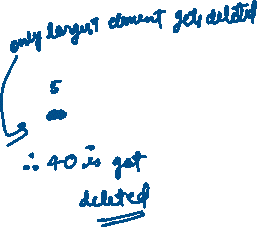 only largest element gets deleted
5
∴ 40 is got
deleted